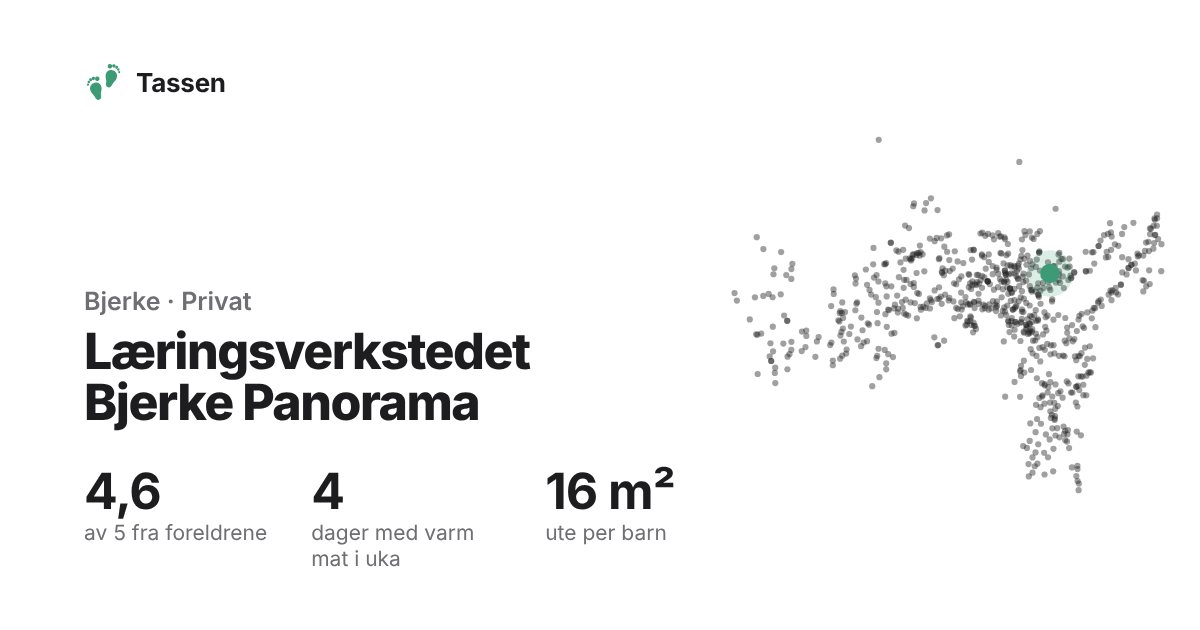 Tassen
Bjerke · Privat
Læringsverkstedet
Bjerke Panorama
4,6
av 5 fra foreldrene
4
dager med varm
mat i uka
16 m²
ute per barn